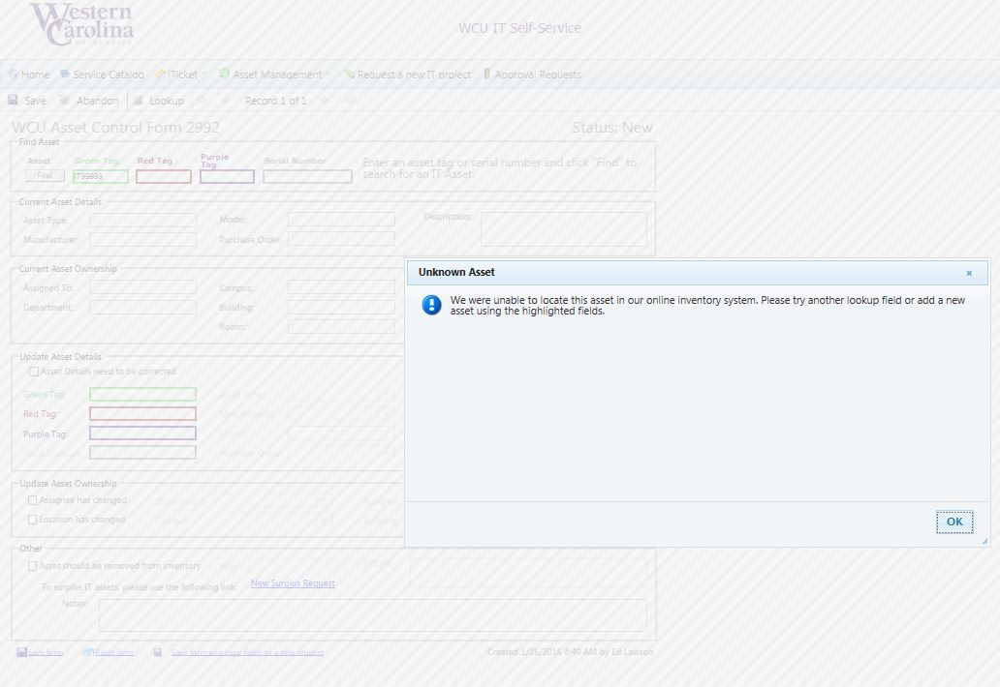 Western
Carolina
UNIVERSITY
WCU IT Self-Service
Home Service Catalog iTicket Asset Management Request a new IT project Approval Requests
Save Abandon Lookup Record 1 of 1
WCU Asset Control Form 2992 Status: New
Find Asset
Asset Green Tag Red Tag Purple Tag Serial Number
Find IT99999
Enter an asset tag or serial number and click "Find" to
search for an IT Asset.
Current Asset Details
Asset Type: Model: Description:
Manufacturer: Purchase Order:
Current Asset Ownership
Assigned To: Campus:
Department: Building:
Room:
Unknown Asset
We were unable to locate this asset in our online inventory system. Please try another lookup field or add a new
asset using the highlighted fields.
OK
Update Asset Details
Asset Details need to be corrected
Green Tag: Asset Type:
Red Tag: Manufacturer:
Purple Tag: Model:
Serial Number: Purchase Order:
Update Asset Ownership
Assignee has changed Department: Assignee:
Location has changed Campus: Building:
Other
Asset should be removed from inventory Why: Details:
To surplus IT assets, please use the following link: New Surplus Request
Notes:
Save form Reset form Save form and copy fields to a new request Created 1/26/2016 8:40 AM by Ed Lawson